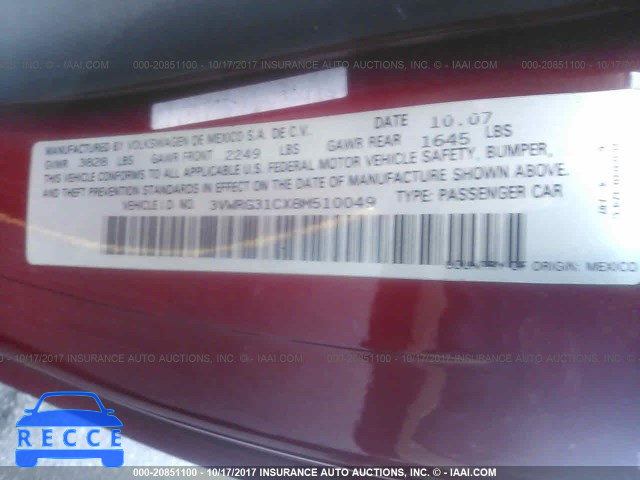 000-20851100 - 10/17/2017 INSURANCE AUTO AUCTIONS, INC. - © - IAAI.COM
MANUFACTURED BY VOLKSWAGEN DE MEXICO S.A. DE C.V. DATE 10.07
GVWR 3826 LBS GAWR FRONT 2249 LBS GAWR REAR 1645 LBS
THIS VEHICLE CONFORMS TO ALL APPLICABLE U.S. FEDERAL MOTOR VEHICLE SAFETY, BUMPER,
AND THEFT PREVENTION STANDARDS IN EFFECT ON THE DATE OF MANUFACTURE SHOWN ABOVE
VEHICLE I.D. NO. 3VWRG31CX8M510049 TYPE: PASSENGER CAR
COUNTRY OF ORIGIN: MEXICO
000-20851100 - 10/17/2017 INSURANCE AUTO AUCTIONS, INC. - © - IAAI.COM
RECCE
000-20851100 - 10/17/2017 INSURANCE AUTO AUCTIONS, INC. - © - IAAI.COM